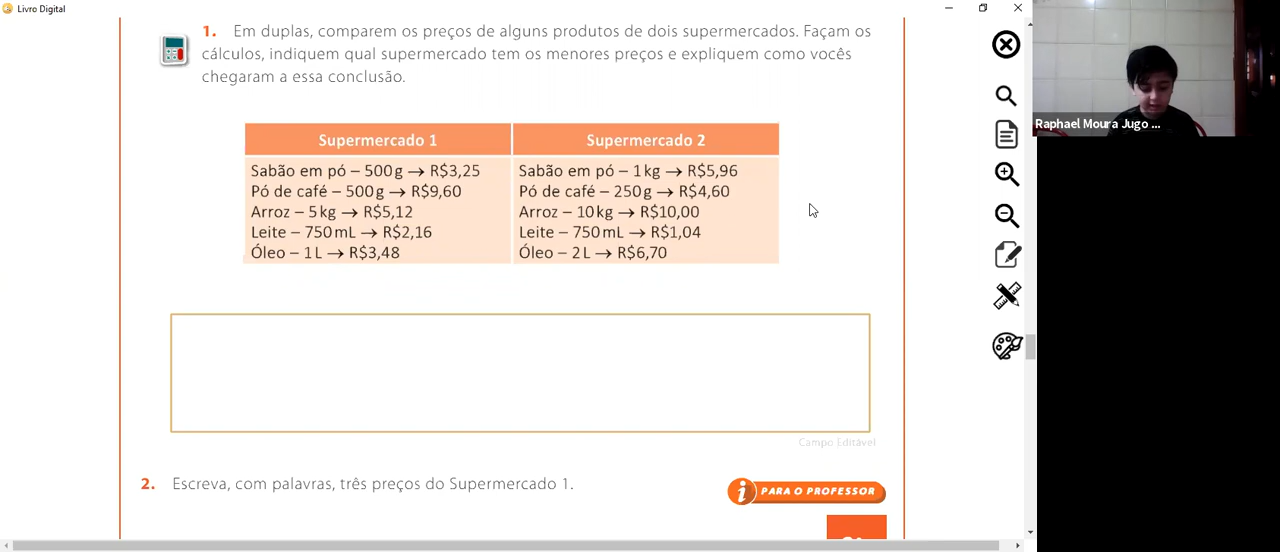 Livro Digital
1. Em duplas, comparem os preços de alguns produtos de dois supermercados. Façam os
cálculos, indiquem qual supermercado tem os menores preços e expliquem como vocês
chegaram a essa conclusão.
Supermercado 1
Sabão em pó – 500 g → R$3,25
Pó de café – 500 g → R$9,60
Arroz – 5 kg → R$5,12
Leite – 750 mL → R$2,16
Óleo – 1 L → R$3,48
Supermercado 2
Sabão em pó – 1 kg → R$5,96
Pó de café – 250 g → R$4,60
Arroz – 10 kg → R$10,00
Leite – 750 mL → R$1,04
Óleo – 2 L → R$6,70
Campo Editável
2. Escreva, com palavras, três preços do Supermercado 1.
PARA O PROFESSOR
Raphael Moura Jugo ...